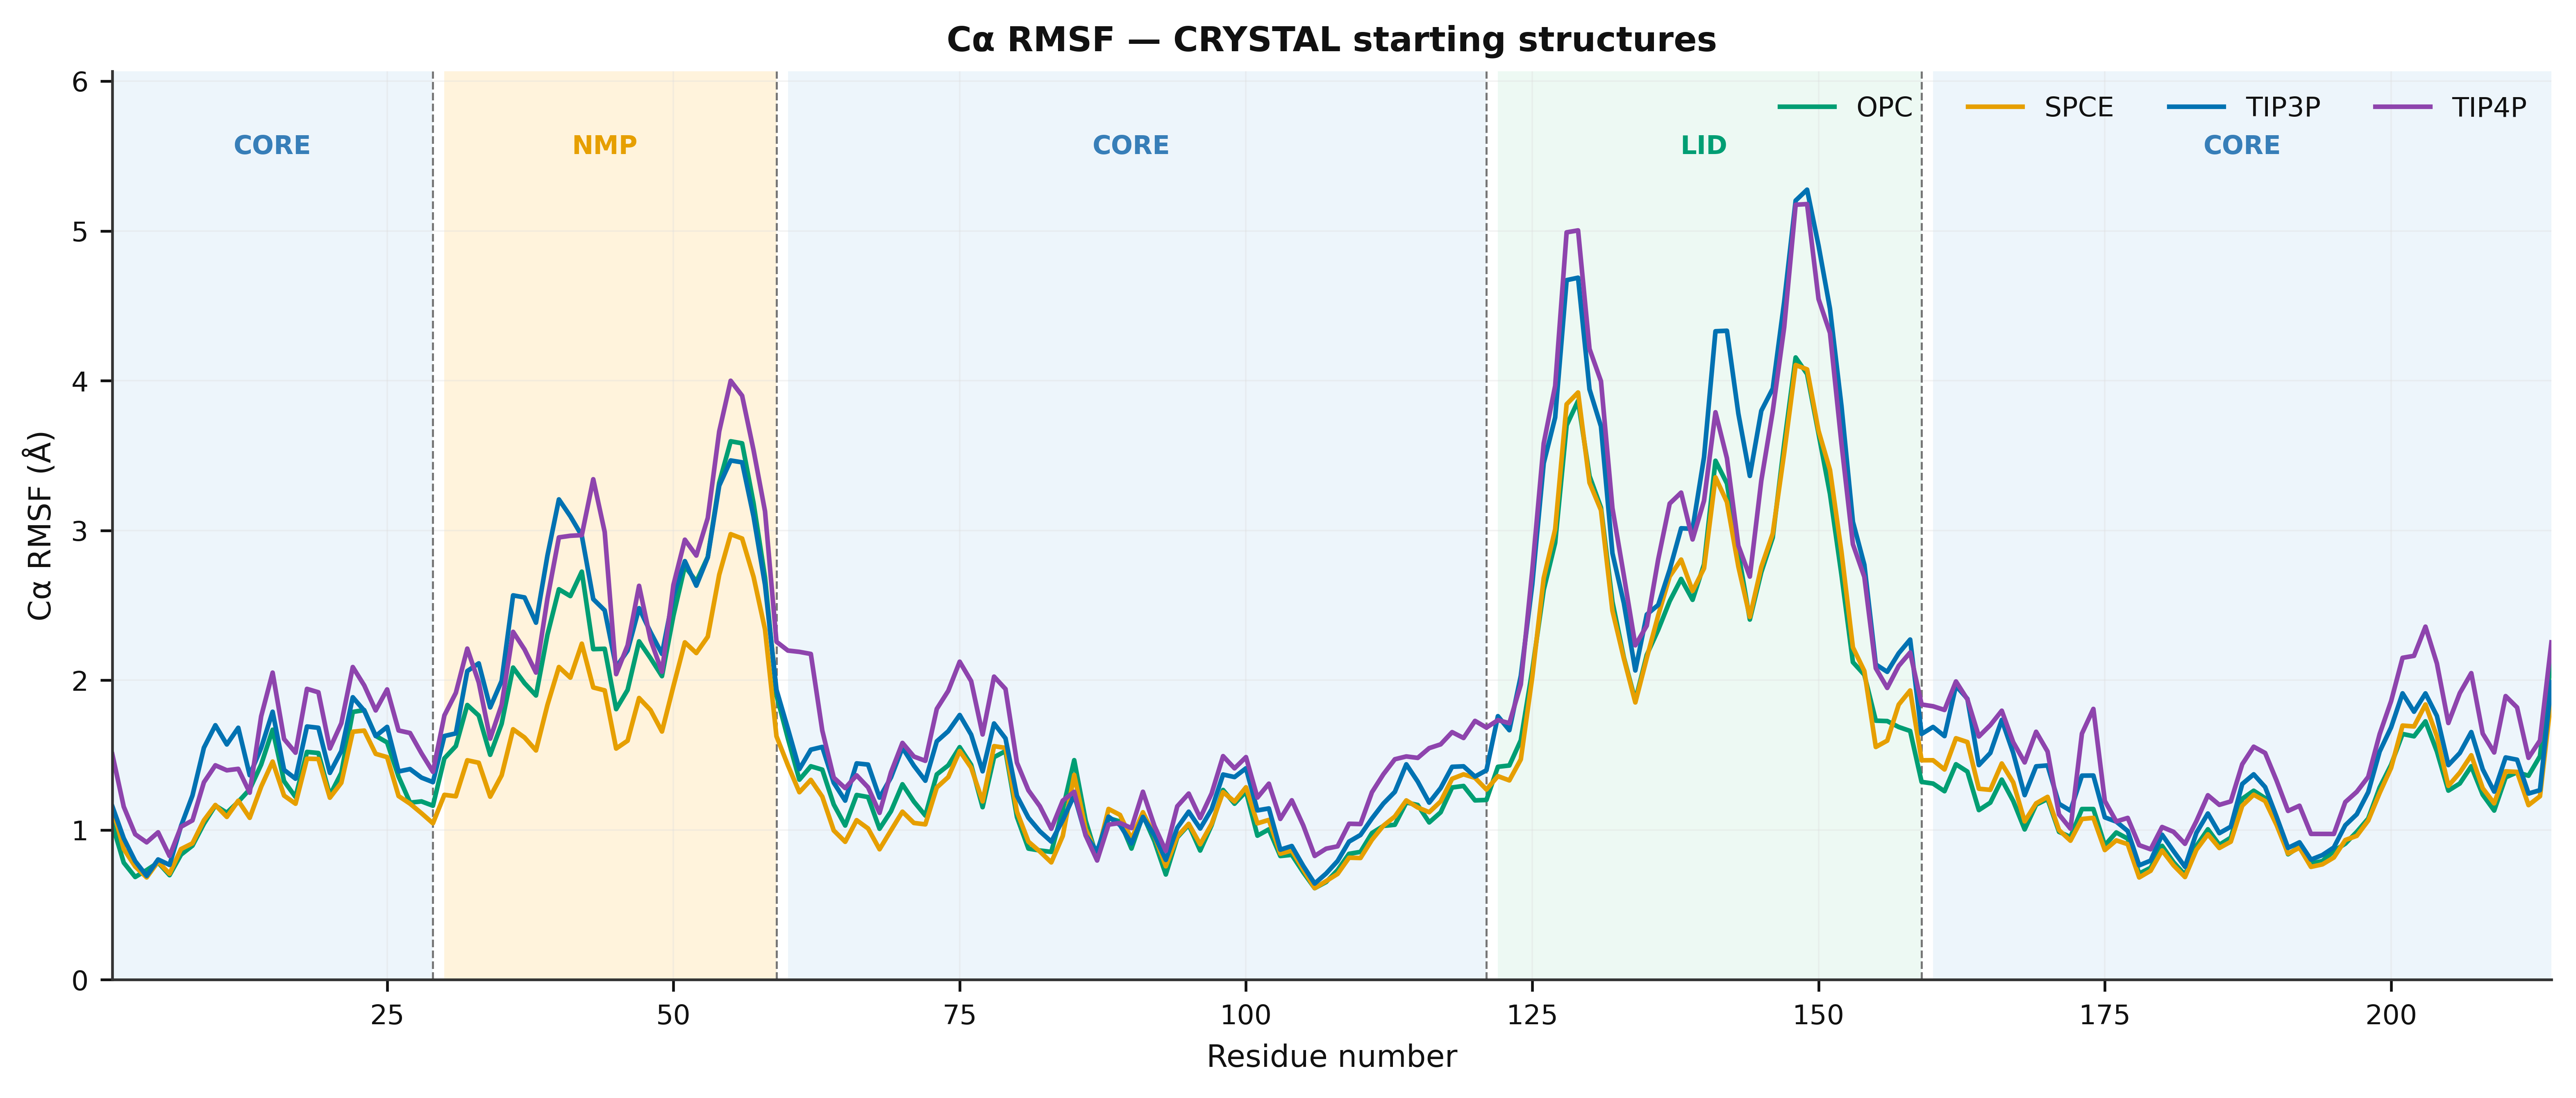 Cα RMSF — CRYSTAL starting structures
6
5
4
3
2
1
0
Cα RMSF (Å)
OPC SPCE TIP3P TIP4P
CORE NMP CORE LID CORE
25 50 75 100 125 150 175 200
Residue number